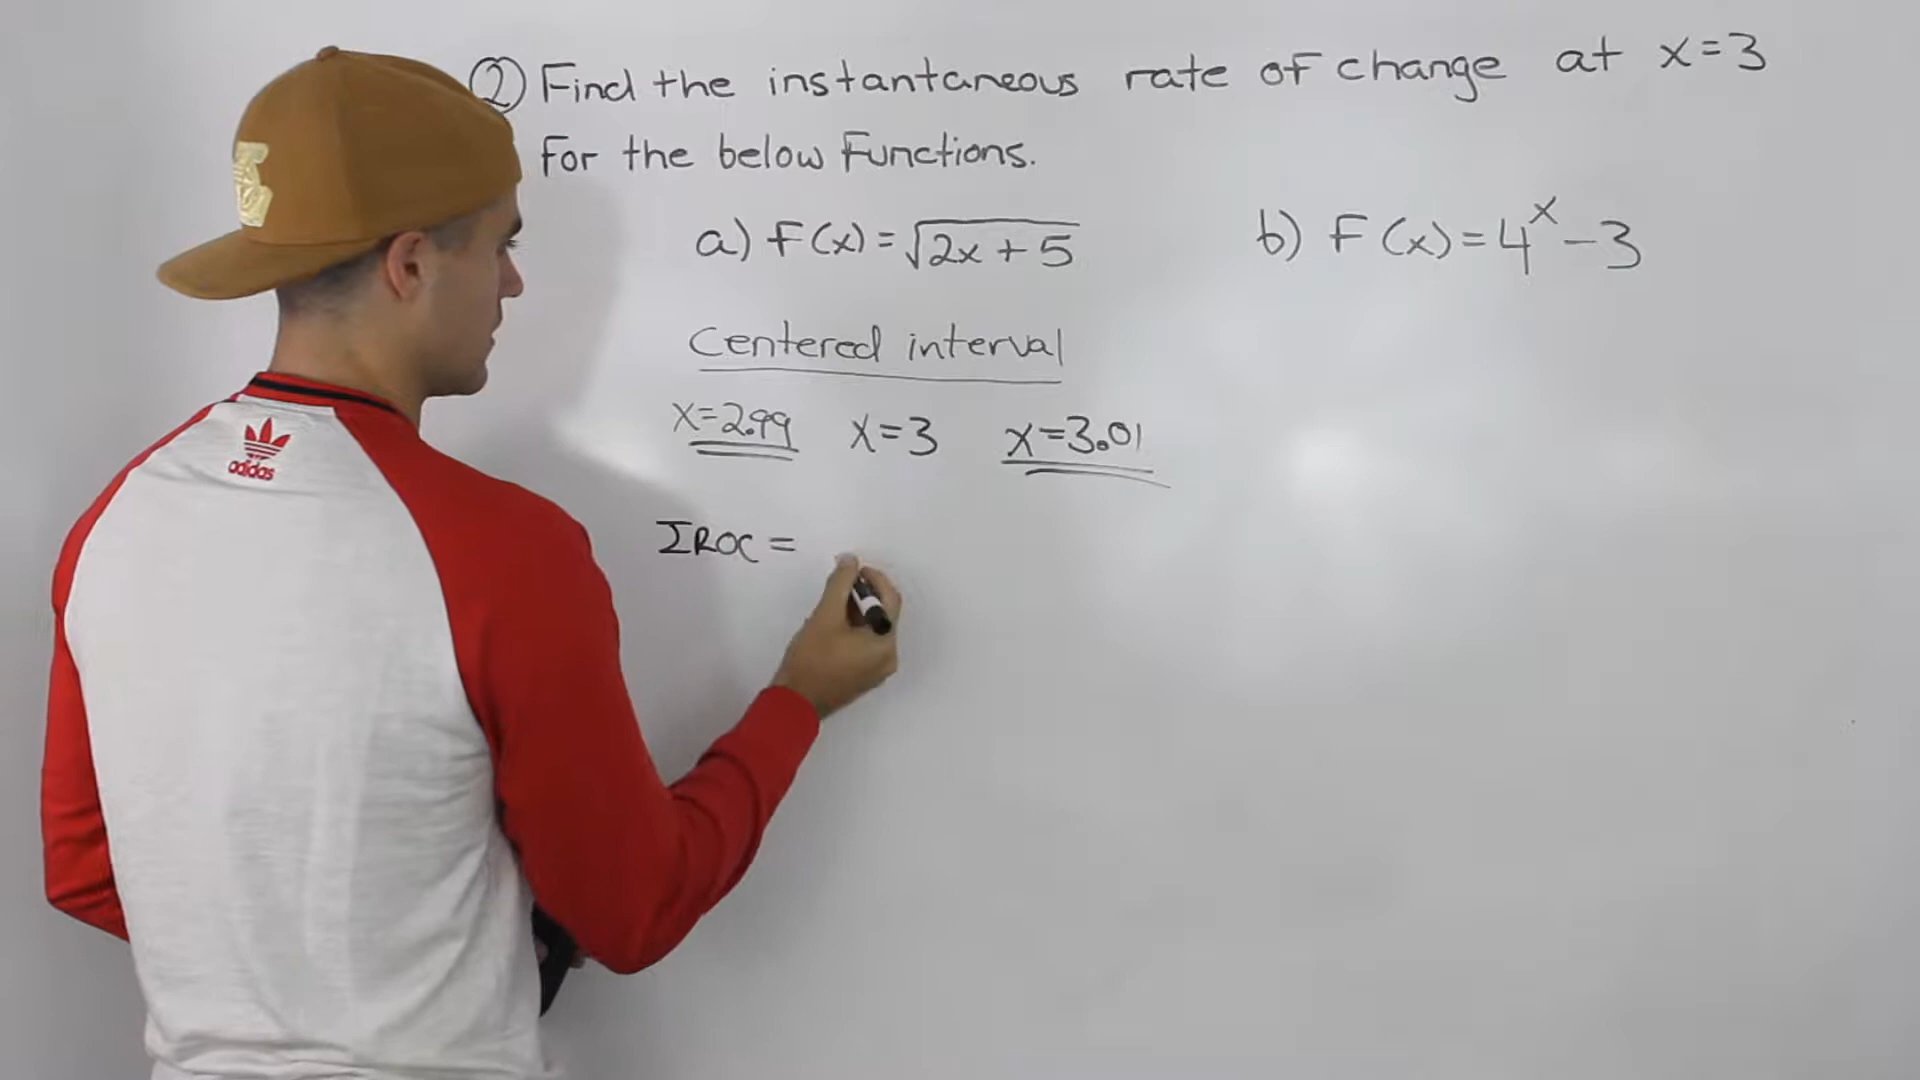 ② Find the instantaneous rate of change at x=3
for the below functions.
a) f(x)=√2x+5
b) f(x)=4ˣ-3
Centered interval
x=2.99 x=3 x=3.01
IROC =
adidas